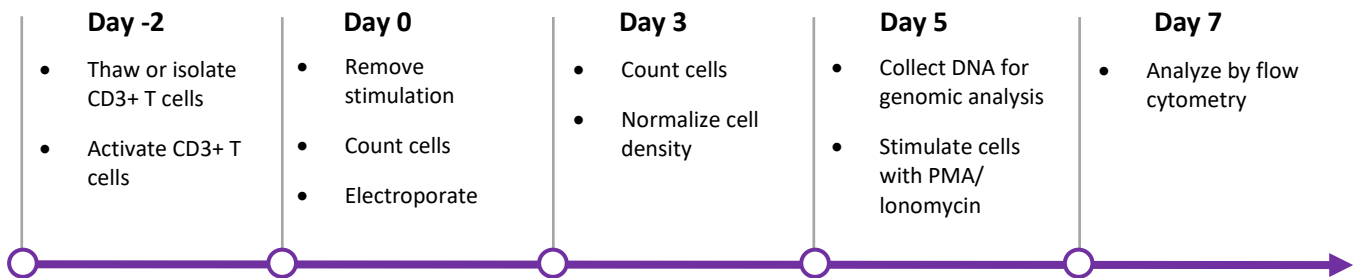 Day -2
• Thaw or isolate
CD3+ T cells
• Activate CD3+ T
cells
Day 0
• Remove
stimulation
• Count cells
• Electroporate
Day 3
• Count cells
• Normalize cell
density
Day 5
• Collect DNA for
genomic analysis
• Stimulate cells
with PMA/
Ionomycin
Day 7
• Analyze by flow
cytometry